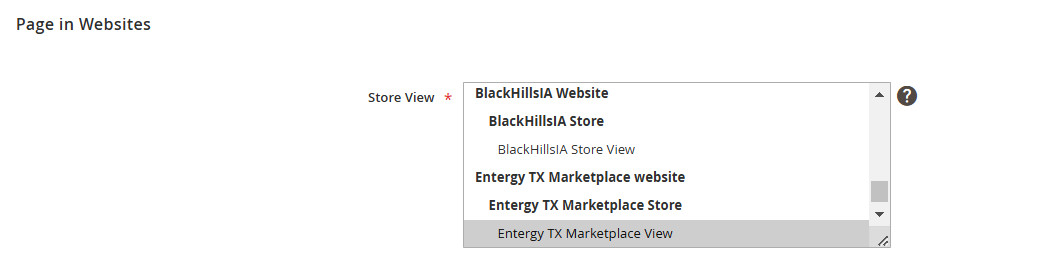 Page in Websites
Store View *
BlackHillsIA Website
BlackHillsIA Store
BlackHillsIA Store View
Entergy TX Marketplace website
Entergy TX Marketplace Store
Entergy TX Marketplace View
?